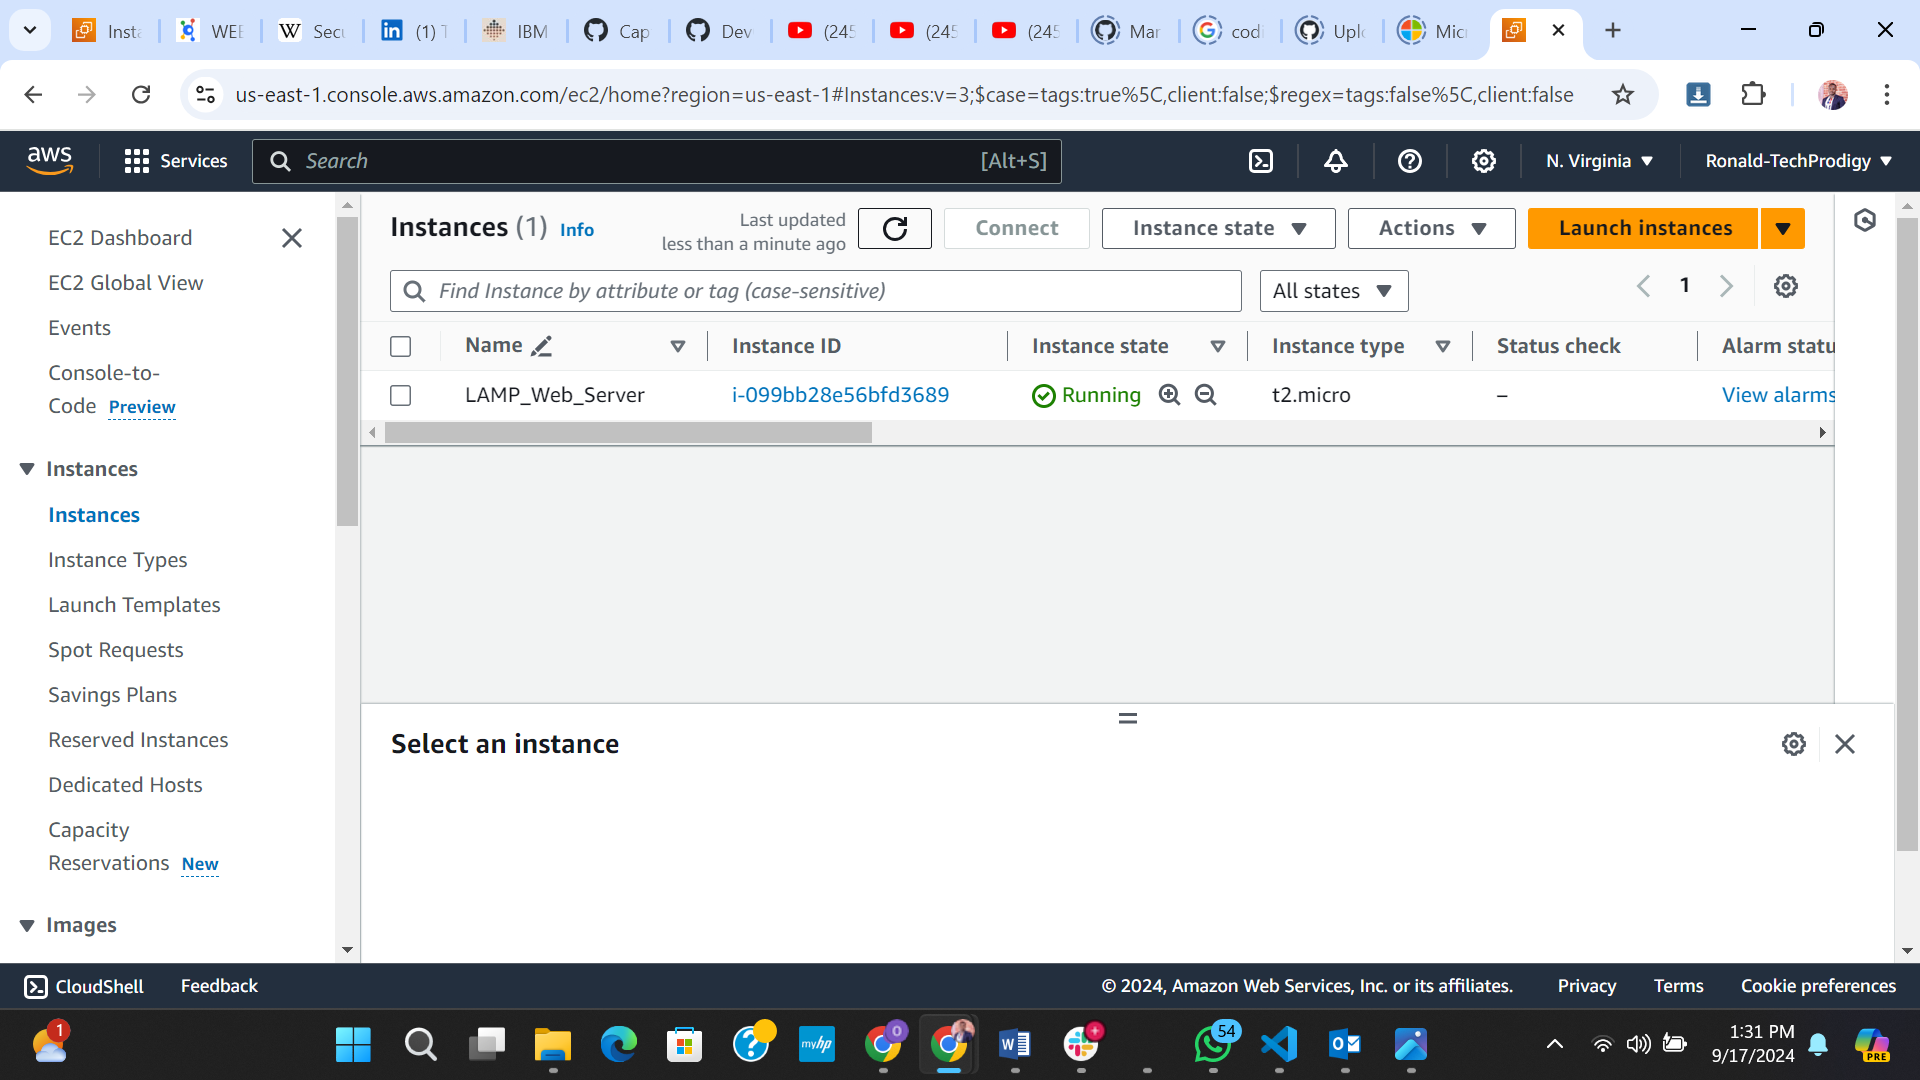 Insta
WEB
Secu
(1) T
IBM
Cap
Dev
(245
(245
(245
Mar
codi
Uplo
Mic
us-east-1.console.aws.amazon.com/ec2/home?region=us-east-1#Instances:v=3;$case=tags:true%5C,client:false;$regex=tags:false%5C,client:false
aws
Services
Search
[Alt+S]
N. Virginia
Ronald-TechProdigy
EC2 Dashboard
EC2 Global View
Events
Console-to-
Code Preview
Instances
Instances
Instance Types
Launch Templates
Spot Requests
Savings Plans
Reserved Instances
Dedicated Hosts
Capacity
Reservations New
Images
Instances (1) Info
Last updated
less than a minute ago
Connect
Instance state
Actions
Launch instances
Find Instance by attribute or tag (case-sensitive)
All states
1
Name
Instance ID
Instance state
Instance type
Status check
Alarm statu
LAMP_Web_Server
i-099bb28e56bfd3689
Running
t2.micro
–
View alarms
Select an instance
CloudShell
Feedback
© 2024, Amazon Web Services, Inc. or its affiliates.
Privacy
Terms
Cookie preferences
1
myhp
0
W
54
1:31 PM
9/17/2024
PRE